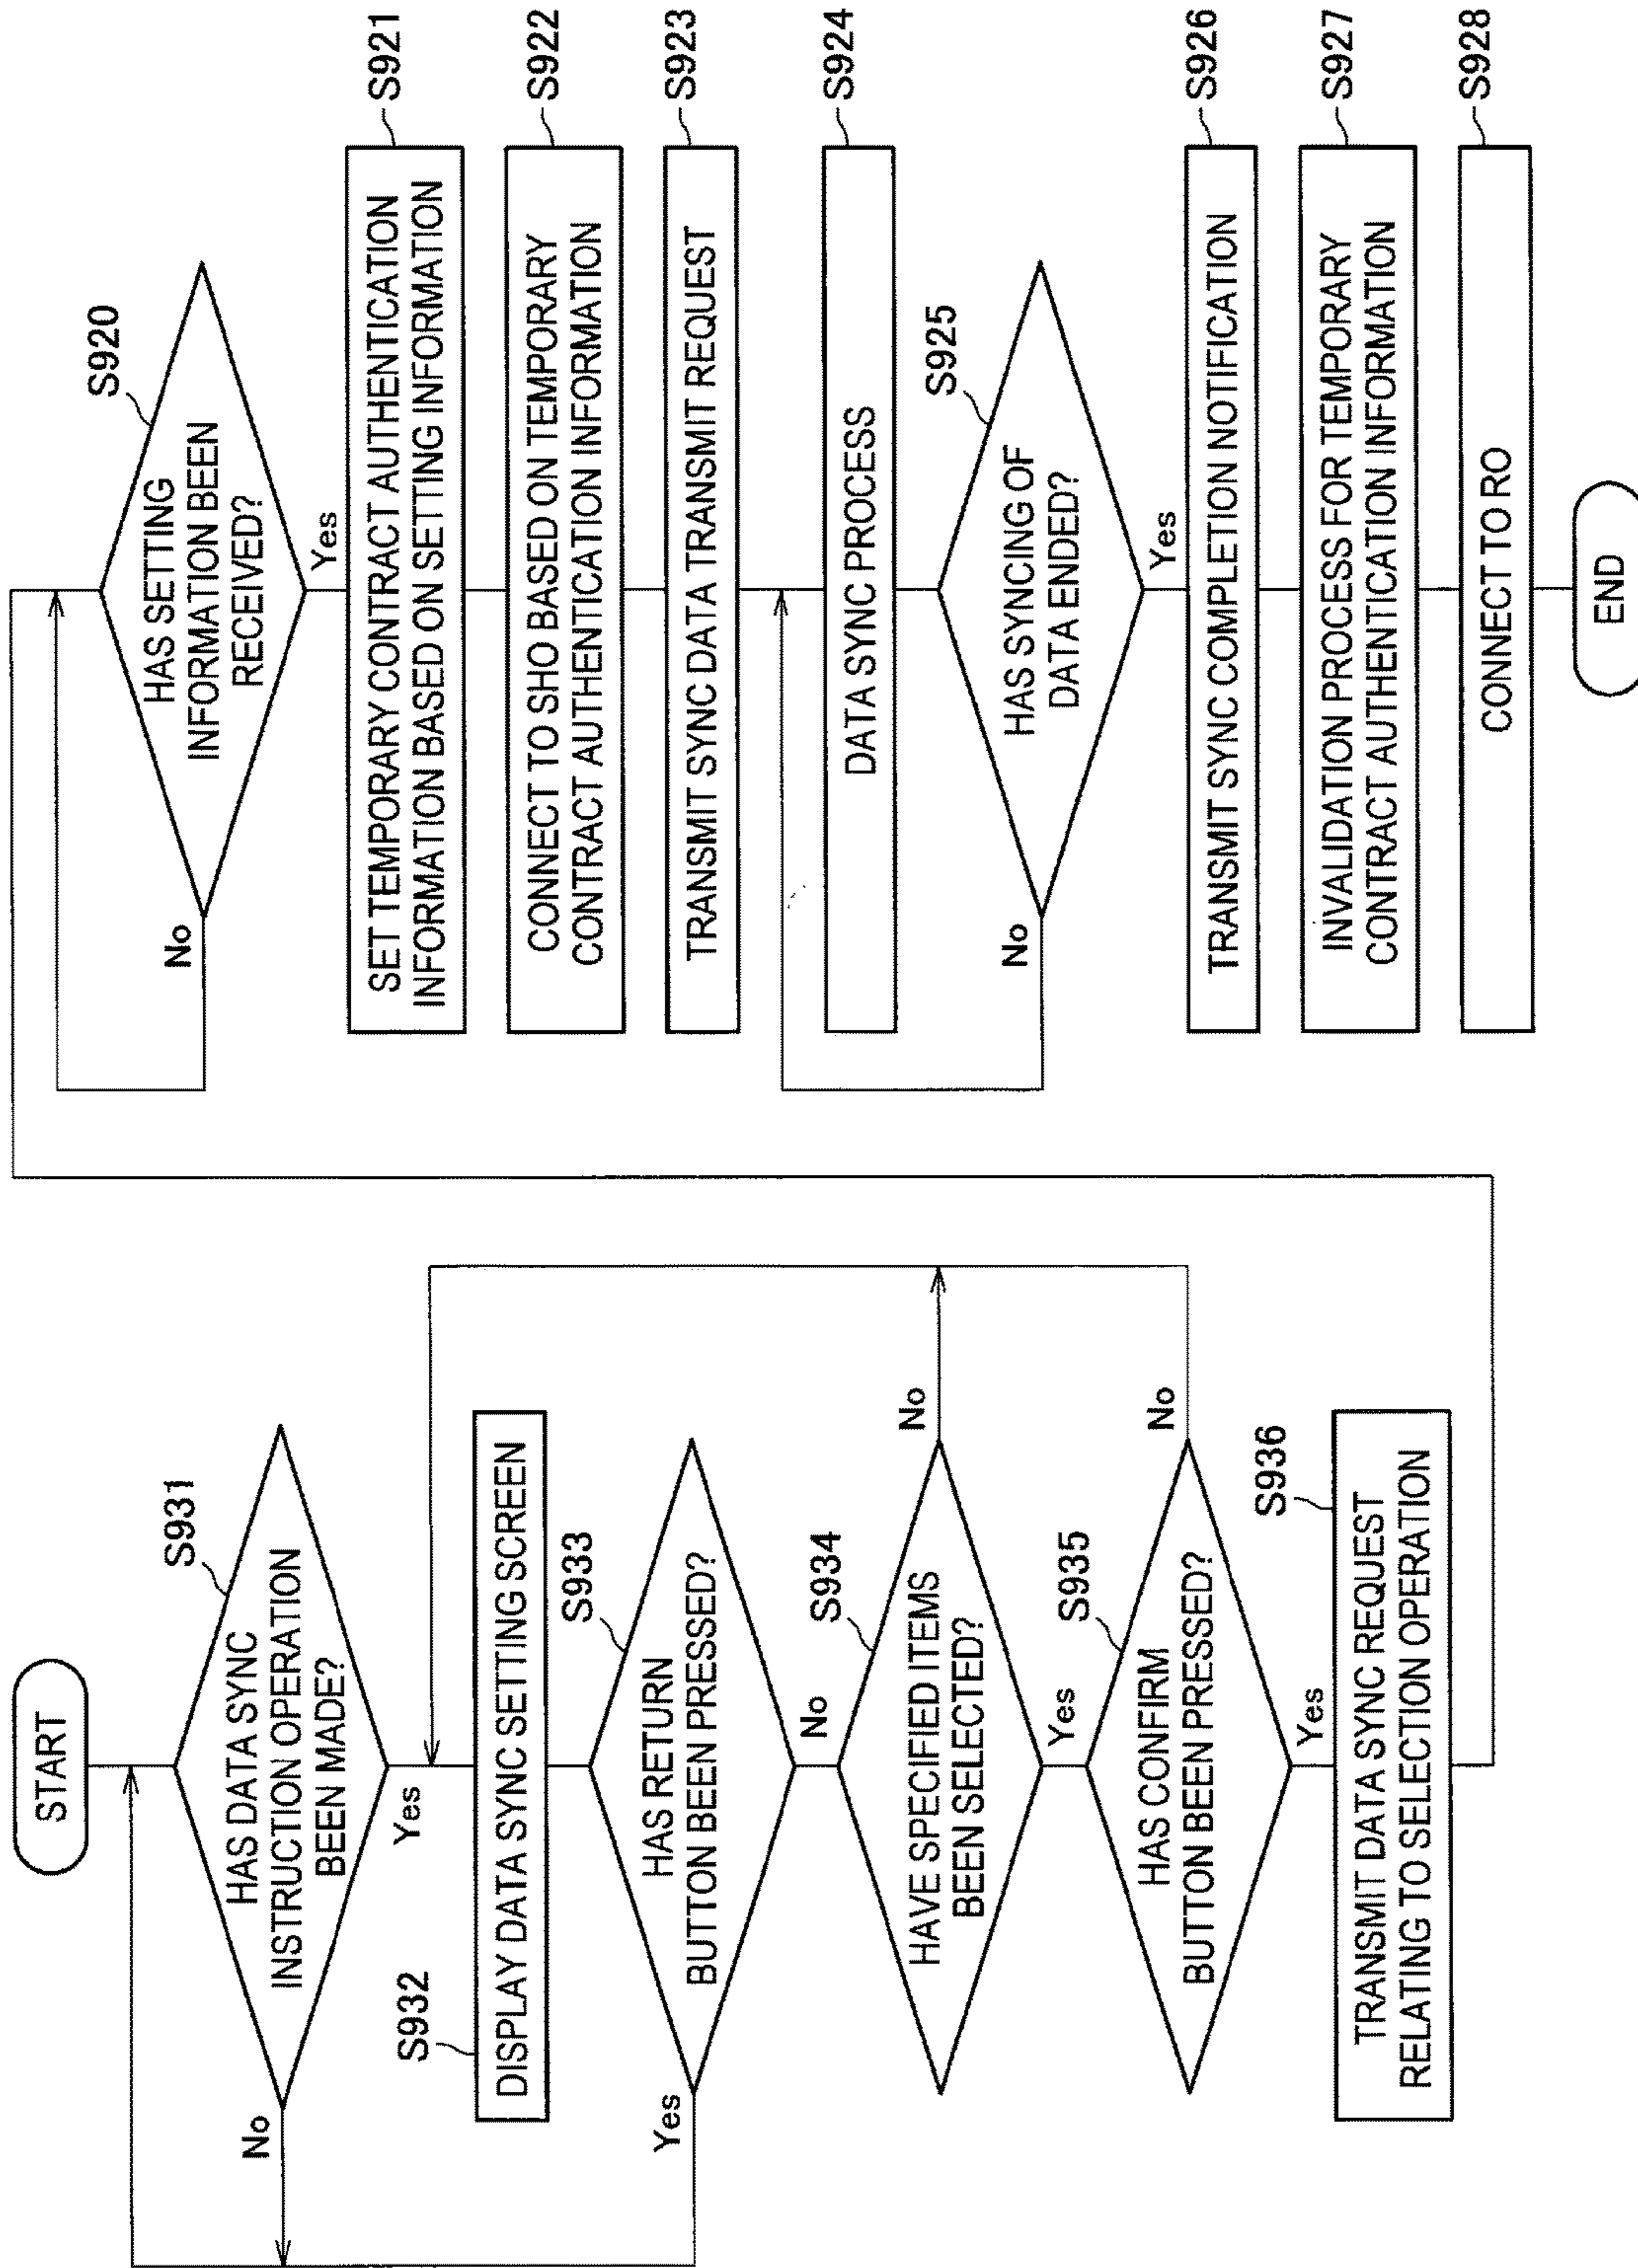 START
S931
HAS DATA SYNC
INSTRUCTION OPERATION
BEEN MADE?
No
Yes
S932
DISPLAY DATA SYNC SETTING SCREEN
S933
HAS RETURN
BUTTON BEEN PRESSED?
Yes
No
S934
HAVE SPECIFIED ITEMS
BEEN SELECTED?
No
Yes
S935
HAS CONFIRM
BUTTON BEEN PRESSED?
No
Yes
S936
TRANSMIT DATA SYNC REQUEST
RELATING TO SELECTION OPERATION
S920
HAS SETTING
INFORMATION BEEN
RECEIVED?
No
Yes
S921
SET TEMPORARY CONTRACT AUTHENTICATION
INFORMATION BASED ON SETTING INFORMATION
S922
CONNECT TO SHO BASED ON TEMPORARY
CONTRACT AUTHENTICATION INFORMATION
S923
TRANSMIT SYNC DATA TRANSMIT REQUEST
S924
DATA SYNC PROCESS
S925
HAS SYNCING OF
DATA ENDED?
No
Yes
S926
TRANSMIT SYNC COMPLETION NOTIFICATION
S927
INVALIDATION PROCESS FOR TEMPORARY
CONTRACT AUTHENTICATION INFORMATION
S928
CONNECT TO RO
END